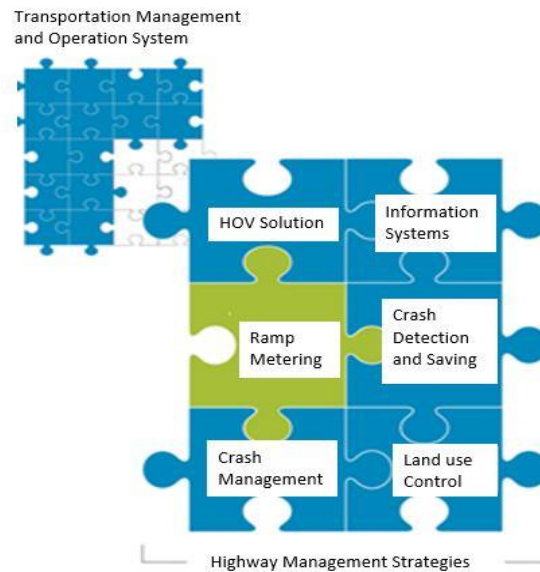 Transportation Management
and Operation System
HOV Solution
Information
Systems
Ramp
Metering
Crash
Detection
and Saving
Crash
Management
Land use
Control
Highway Management Strategies